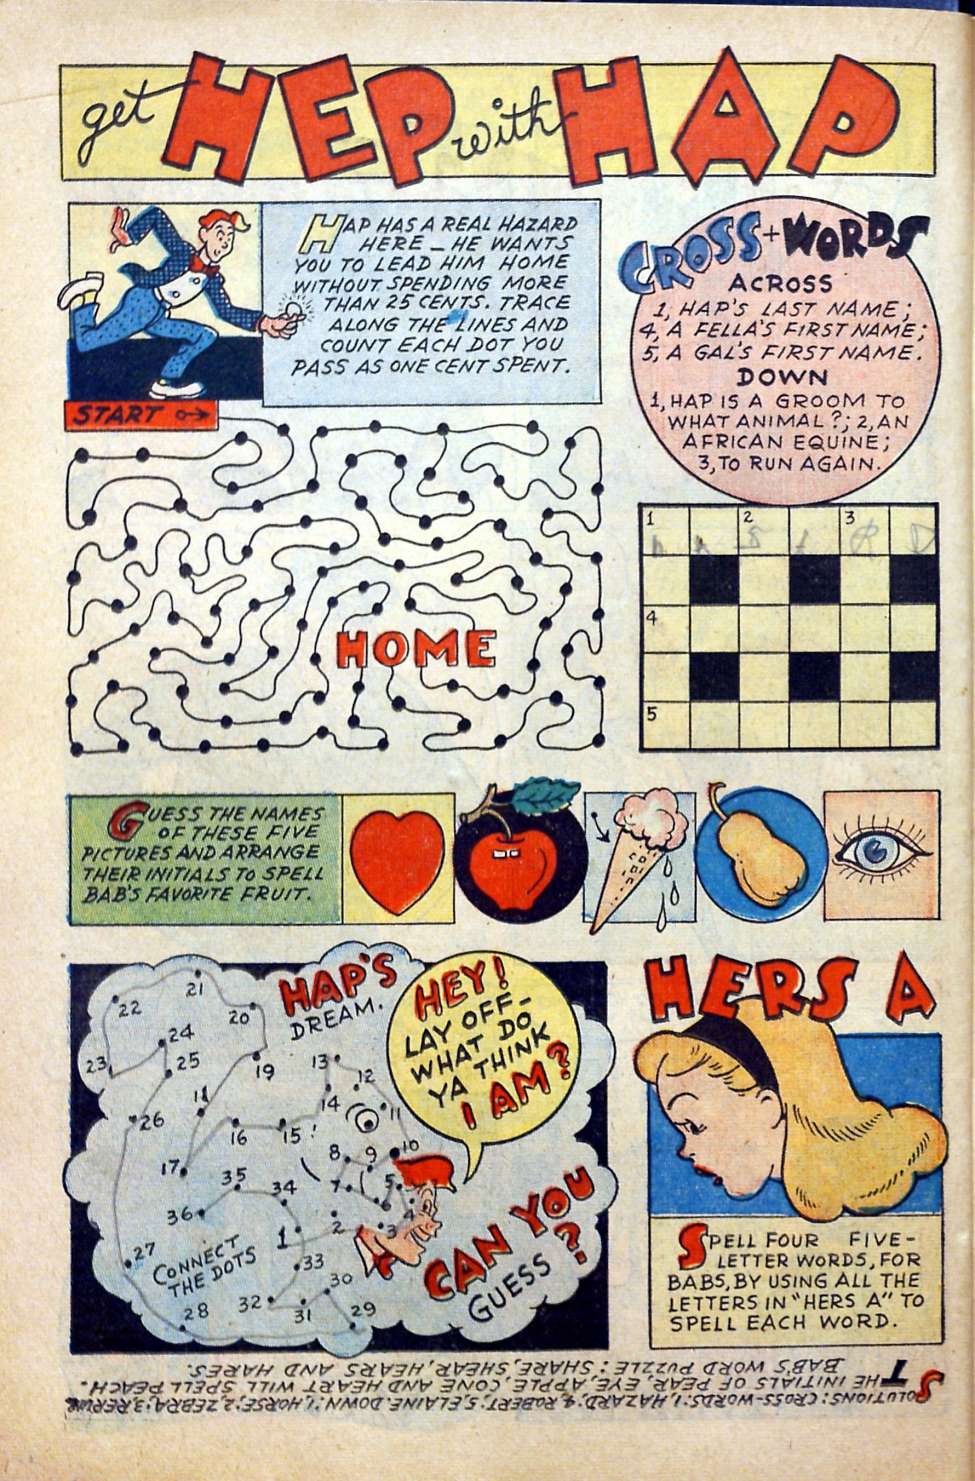 get HEP with HAP
HAP HAS A REAL HAZARD
HERE — HE WANTS
YOU TO LEAD HIM HOME
WITHOUT SPENDING MORE
THAN 25 CENTS. TRACE
ALONG THE LINES AND
COUNT EACH DOT YOU
PASS AS ONE CENT SPENT.
START
HOME
CROSS + WORDS
ACROSS
1, HAP'S LAST NAME;
4, A FELLA'S FIRST NAME;
5, A GAL'S FIRST NAME.
DOWN
1, HAP IS A GROOM TO
WHAT ANIMAL?; 2, AN
AFRICAN EQUINE;
3, TO RUN AGAIN.
1 2 3
4
5
GUESS THE NAMES
OF THESE FIVE
PICTURES AND ARRANGE
THEIR INITIALS TO SPELL
BAB'S FAVORITE FRUIT.
HAP'S
DREAM.
HEY!
LAY OFF—
WHAT DO
YA THINK
I AM?
22 21
20
24
23 25 19 13
12
14 11
11
26 16 15
10
17 8 9
35 34 7 5
36 2 4
1 3
27 33
30
28 32 31 29
CONNECT
THE DOTS
CAN YOU
GUESS ?
HERS A
SPELL FOUR FIVE-
LETTER WORDS, FOR
BABS, BY USING ALL THE
LETTERS IN "HERS A" TO
SPELL EACH WORD.
SOLUTIONS: CROSS-WORDS: 1, HAZARD; 4, ROBERT; 5, ELAINE. DOWN: 1, HORSE; 2, ZEBRA; 3, RERUN.
THE INITIALS OF PEAR, EYE, APPLE, CONE AND HEART WILL SPELL PEACH.
BAB'S WORD PUZZLE: SHARE, SHEAR, HEARS AND HARES.